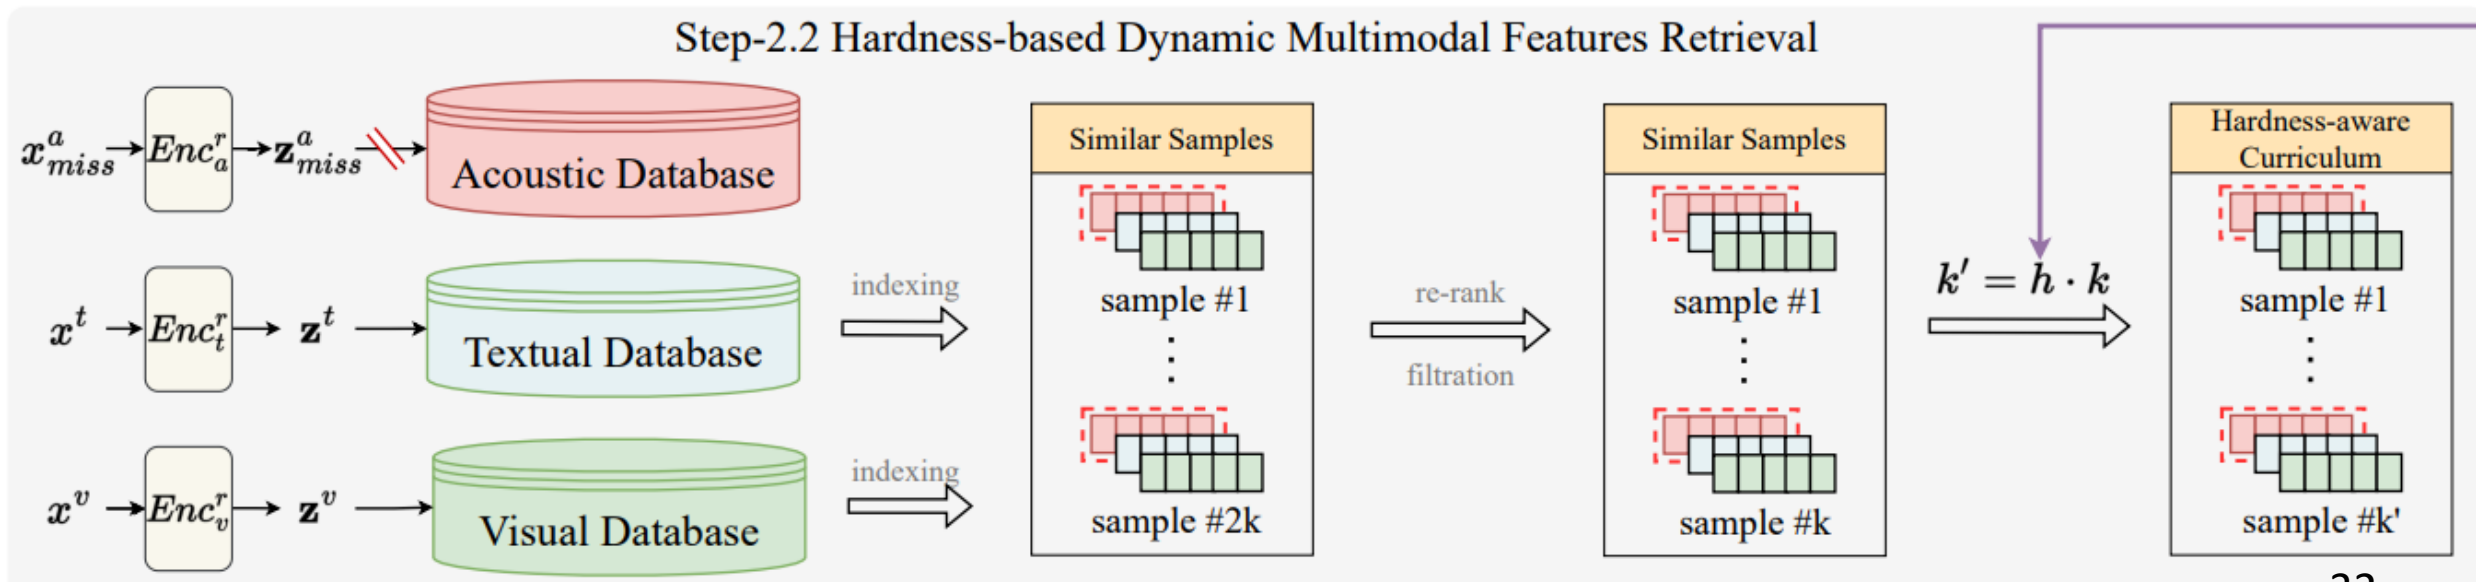 Step-2.2 Hardness-based Dynamic Multimodal Features Retrieval
x^a_miss Enc^r_a z^a_miss Acoustic Database
x^t Enc^r_t z^t Textual Database
x^v Enc^r_v z^v Visual Database
indexing
indexing
Similar Samples
sample #1
⋮
sample #2k
re-rank
filtration
Similar Samples
sample #1
⋮
sample #k
k' = h · k
Hardness-aware
Curriculum
sample #1
⋮
sample #k'